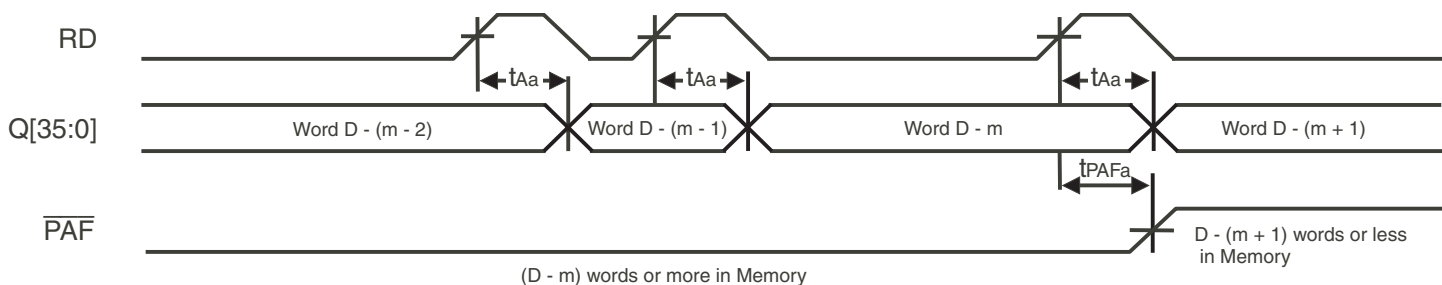 RD
tAa
tAa
tAa
Q[35:0]
Word D - (m - 2)
Word D - (m - 1)
Word D - m
Word D - (m + 1)
tPAFa
PAF
D - (m + 1) words or less
in Memory
(D - m) words or more in Memory